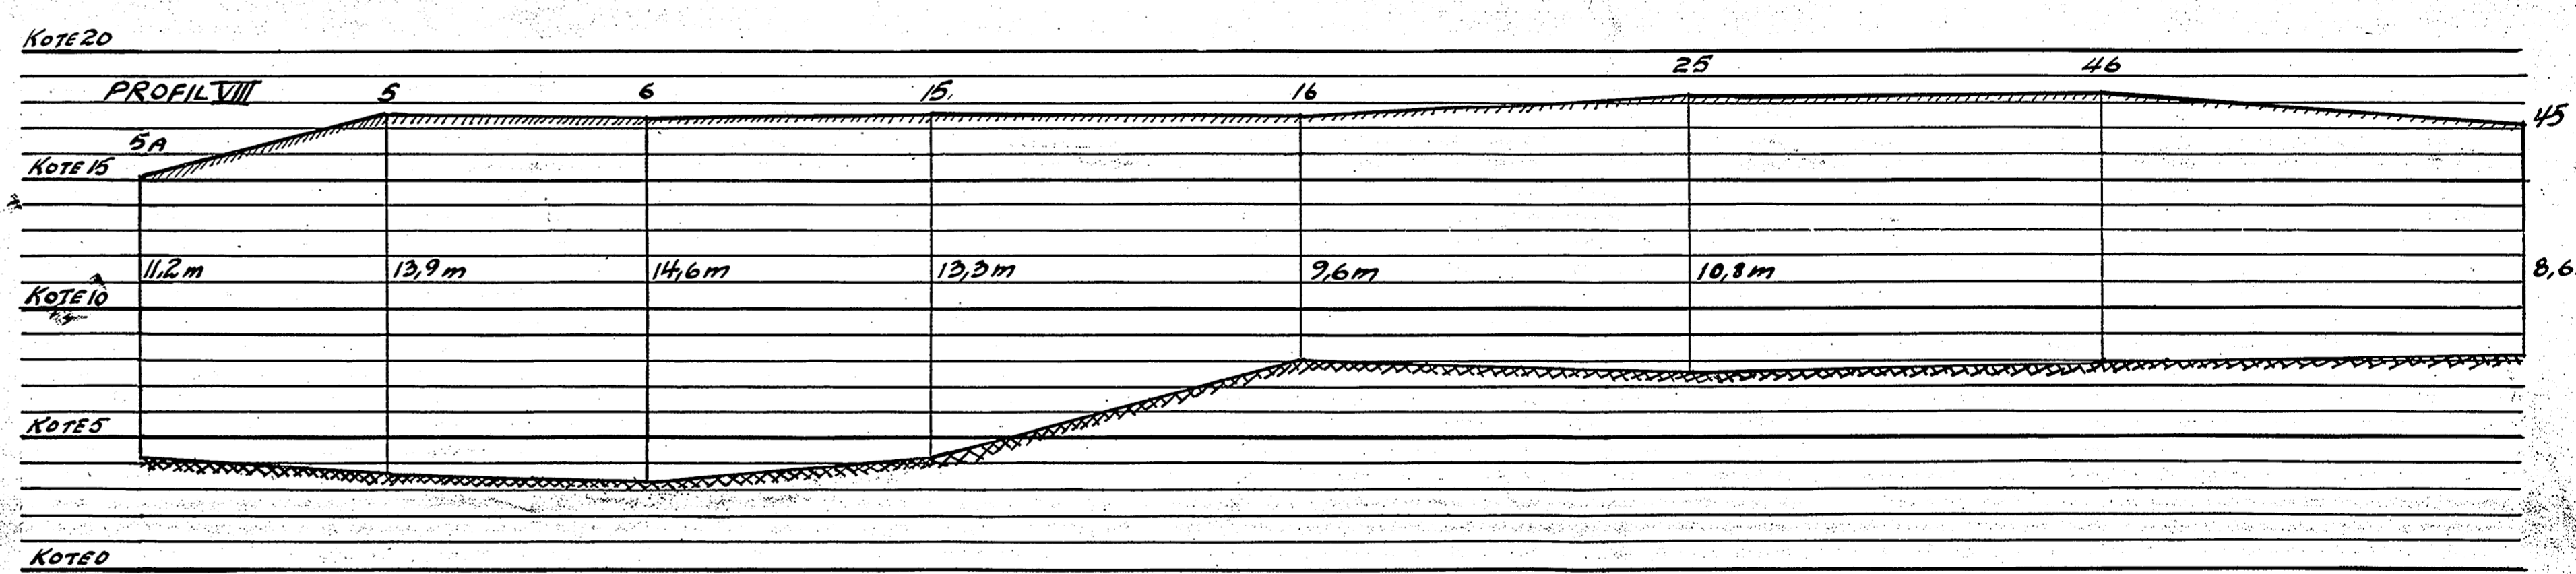 KOTE 20
25 46
PROFIL VIII 5 6 15 16
45
5A
KOTE 15
11,2m 13,9m 14,6m 13,3m 9,6m 10,8m 8,6
KOTE 10
KOTE 5
KOTE 0